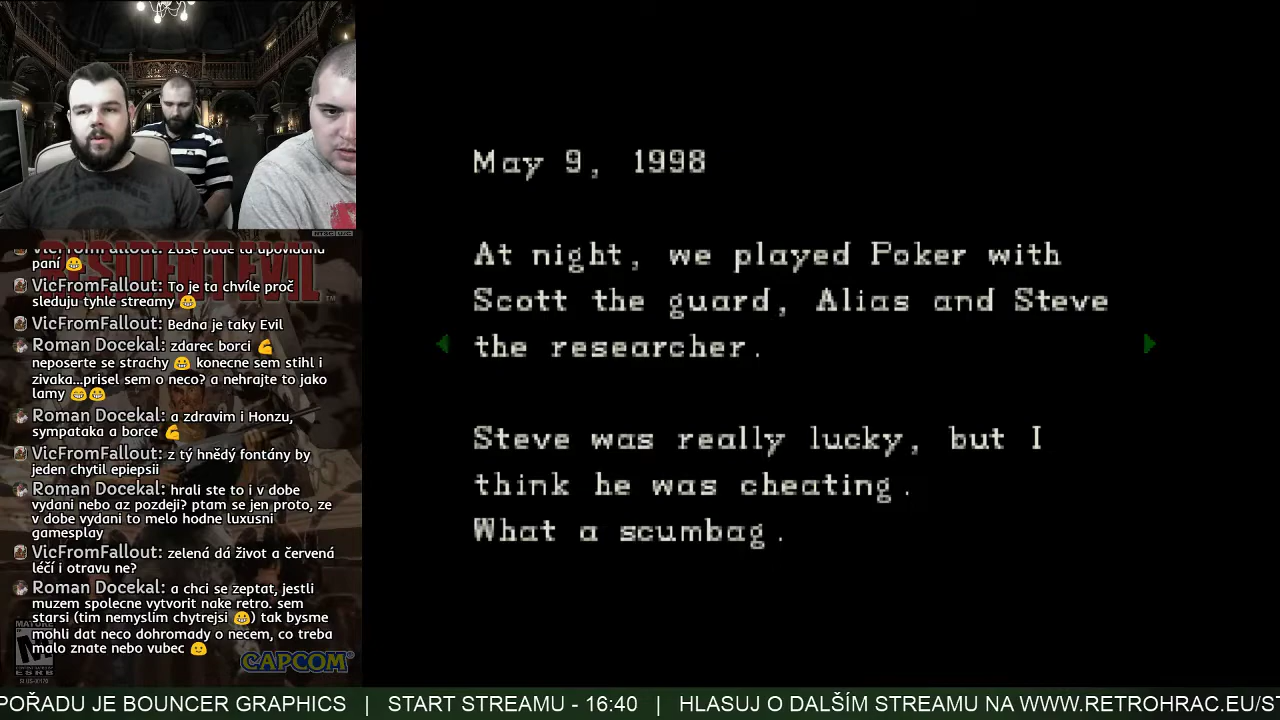 VicFromFallout:
pani 😀
VicFromFallout: To je ta chvíle proč
sleduju tyhle streamy 😀
VicFromFallout: Bedna je taky Evil
Roman Docekal: zdarec borci 💪
neposerte se strachy 😀 konecne sem stihl i
zivaka...prisel sem o neco? a nehrajte to jako
lamy 😁😀
Roman Docekal: a zdravim i Honzu,
sympataka a borce 💪
VicFromFallout: z tý hnědý fontány by
jeden chytil epiepsii
Roman Docekal: hrali ste to i v dobe
vydani nebo az pozdeji? ptam se jen proto, ze
v dobe vydani to melo hodne luxusni
gamesplay
VicFromFallout: zelená dá život a červená
léčí i otravu ne?
Roman Docekal: a chci se zeptat, jestli
muzem spolecne vytvorit nake retro. sem
starsi (tim nemyslim chytrejsi 😀) tak bysme
mohli dat neco dohromady o necem, co treba
malo znate nebo vubec 🙂
RESIDENT EVIL
MATURE
ESRB
CAPCOM
May 9, 1998
At night, we played Poker with
Scott the guard, Alias and Steve
the researcher.
Steve was really lucky, but I
think he was cheating.
What a scumbag.
POŘADU JE BOUNCER GRAPHICS | START STREAMU - 16:40 | HLASUJ O DALŠÍM STREAMU NA WWW.RETROHRAC.EU/S